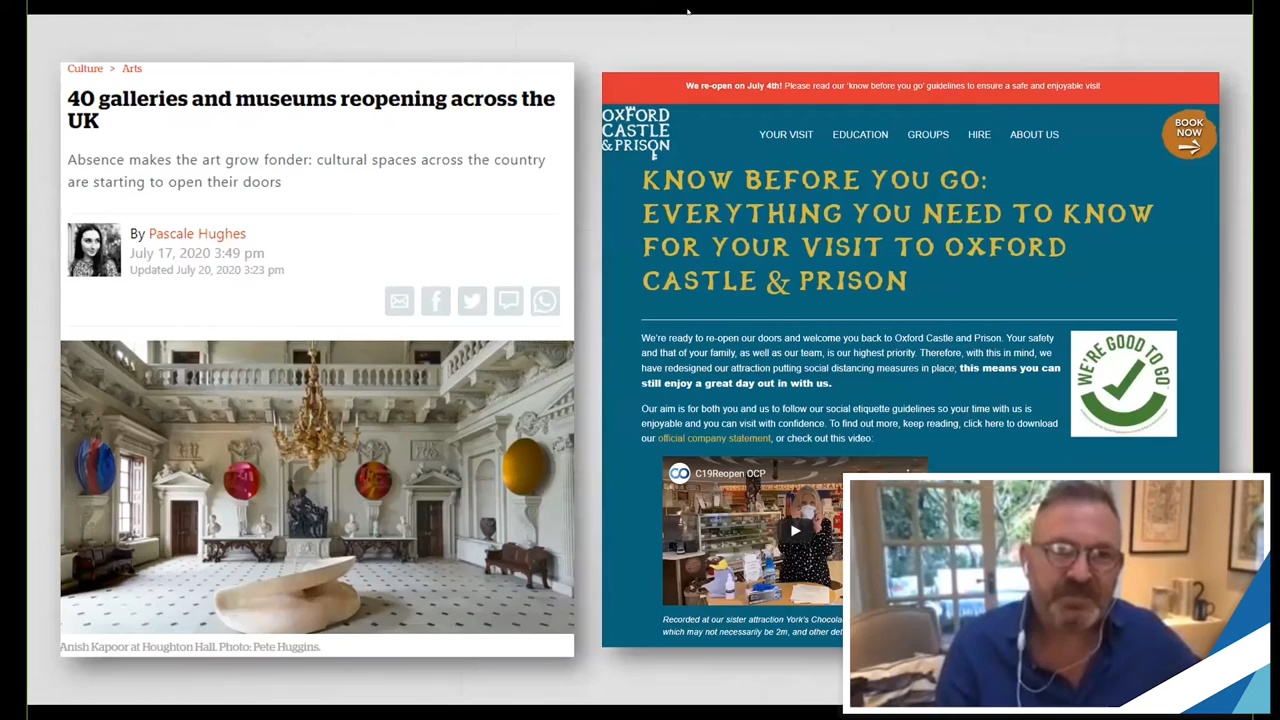 Culture > Arts
40 galleries and museums reopening across the
UK
Absence makes the art grow fonder: cultural spaces across the country
are starting to open their doors
By Pascale Hughes
July 17, 2020 3:49 pm
Updated July 20, 2020 3:23 pm
Anish Kapoor at Houghton Hall. Photo: Pete Huggins.
We re-open on July 4th! Please read our 'know before you go' guidelines to ensure a safe and enjoyable visit
OXFORD
CASTLE
& PRISON
YOUR VISIT EDUCATION GROUPS HIRE ABOUT US
BOOK
NOW
KNOW BEFORE YOU GO:
EVERYTHING YOU NEED TO KNOW
FOR YOUR VISIT TO OXFORD
CASTLE & PRISON
We're ready to re-open our doors and welcome you back to Oxford Castle and Prison. Your safety
and that of your family, as well as our team, is our highest priority. Therefore, with this in mind, we
have redesigned our attraction putting social distancing measures in place; this means you can
still enjoy a great day out in with us.
Our aim is for both you and us to follow our social etiquette guidelines so your time with us is
enjoyable and you can visit with confidence. To find out more, keep reading, click here to download
our official company statement, or check out this video:
WE'RE GOOD TO GO
C19Reopen OCP
Recorded at our sister attraction York's
which may not necessarily be 2m, and other